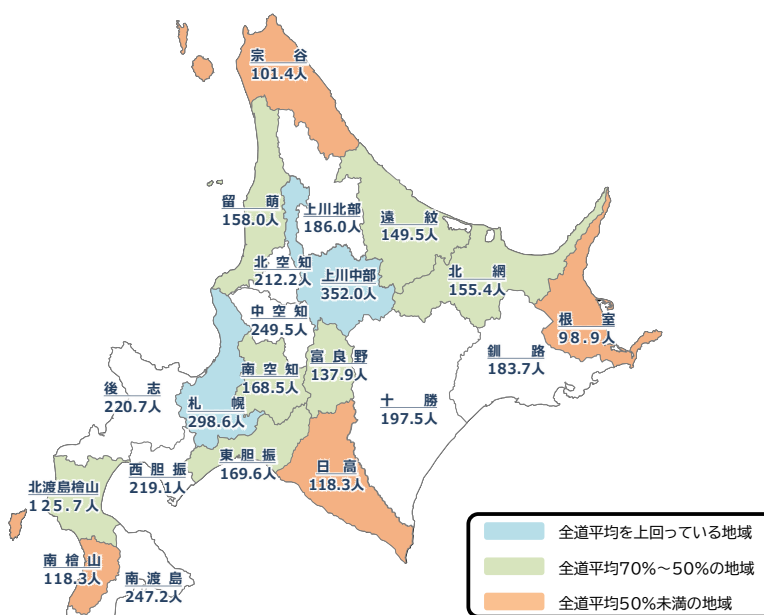 宗谷
101.4人
留萌
158.0人
上川北部
186.0人
遠紋
149.5人
北空知
212.2人
上川中部
352.0人
北網
155.4人
中空知
249.5人
根室
98.9人
釧路
183.7人
富良野
137.9人
南空知
168.5人
後志
220.7人
札幌
298.6人
十勝
197.5人
東胆振
169.6人
西胆振
219.1人
日高
118.3人
北渡島檜山
125.7人
南檜山
118.3人
南渡島
247.2人
全道平均を上回っている地域
全道平均70%~50%の地域
全道平均50%未満の地域